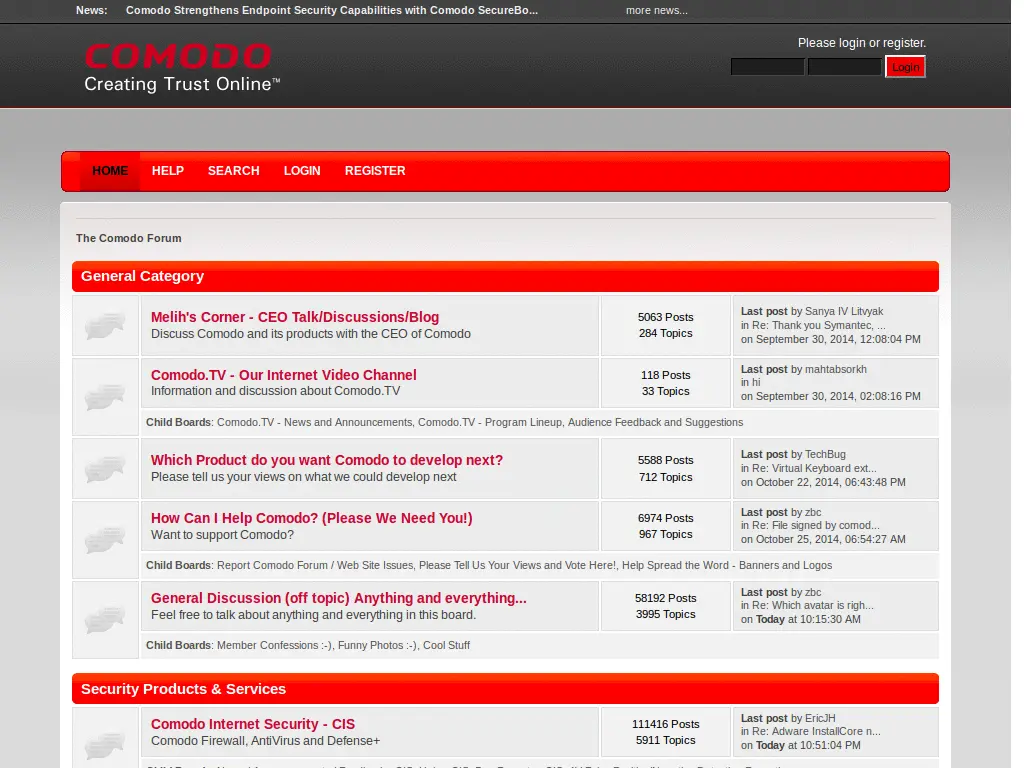 News: Comodo Strengthens Endpoint Security Capabilities with Comodo SecureBo... more news...
COMODO
Creating Trust Online™
Please login or register.
Login
HOME HELP SEARCH LOGIN REGISTER
The Comodo Forum
General Category
Melih's Corner - CEO Talk/Discussions/Blog
Discuss Comodo and its products with the CEO of Comodo
5063 Posts
284 Topics
Last post by Sanya IV Litvyak
in Re: Thank you Symantec, ...
on September 30, 2014, 12:08:04 PM
Comodo.TV - Our Internet Video Channel
Information and discussion about Comodo.TV
118 Posts
33 Topics
Last post by mahtabsorkh
in hi
on September 30, 2014, 02:08:16 PM
Child Boards: Comodo.TV - News and Announcements, Comodo.TV - Program Lineup, Audience Feedback and Suggestions
Which Product do you want Comodo to develop next?
Please tell us your views on what we could develop next
5588 Posts
712 Topics
Last post by TechBug
in Re: Virtual Keyboard ext...
on October 22, 2014, 06:43:48 PM
How Can I Help Comodo? (Please We Need You!)
Want to support Comodo?
6974 Posts
967 Topics
Last post by zbc
in Re: File signed by comod...
on October 25, 2014, 06:54:27 AM
Child Boards: Report Comodo Forum / Web Site Issues, Please Tell Us Your Views and Vote Here!, Help Spread the Word - Banners and Logos
General Discussion (off topic) Anything and everything...
Feel free to talk about anything and everything in this board.
58192 Posts
3995 Topics
Last post by zbc
in Re: Which avatar is righ...
on Today at 10:15:30 AM
Child Boards: Member Confessions :-), Funny Photos :-), Cool Stuff
Security Products & Services
Comodo Internet Security - CIS
Comodo Firewall, AntiVirus and Defense+
111416 Posts
5911 Topics
Last post by EricJH
in Re: Adware InstallCore n...
on Today at 10:51:04 PM